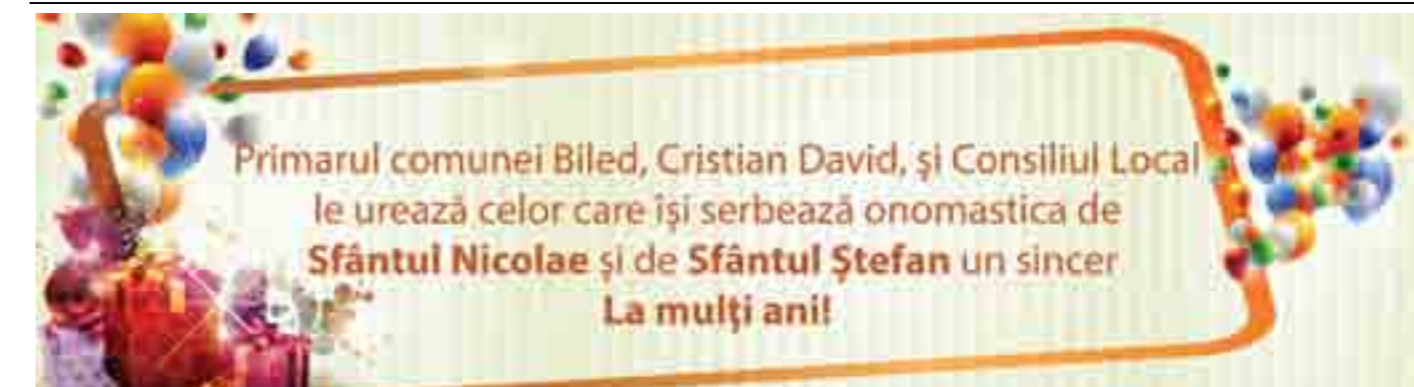 Primarul comunei Biled, Cristian David, și Consiliul Local
le urează celor care își serbează onomastica de
Sfântul Nicolae și de Sfântul Ștefan un sincer
La mulți ani!